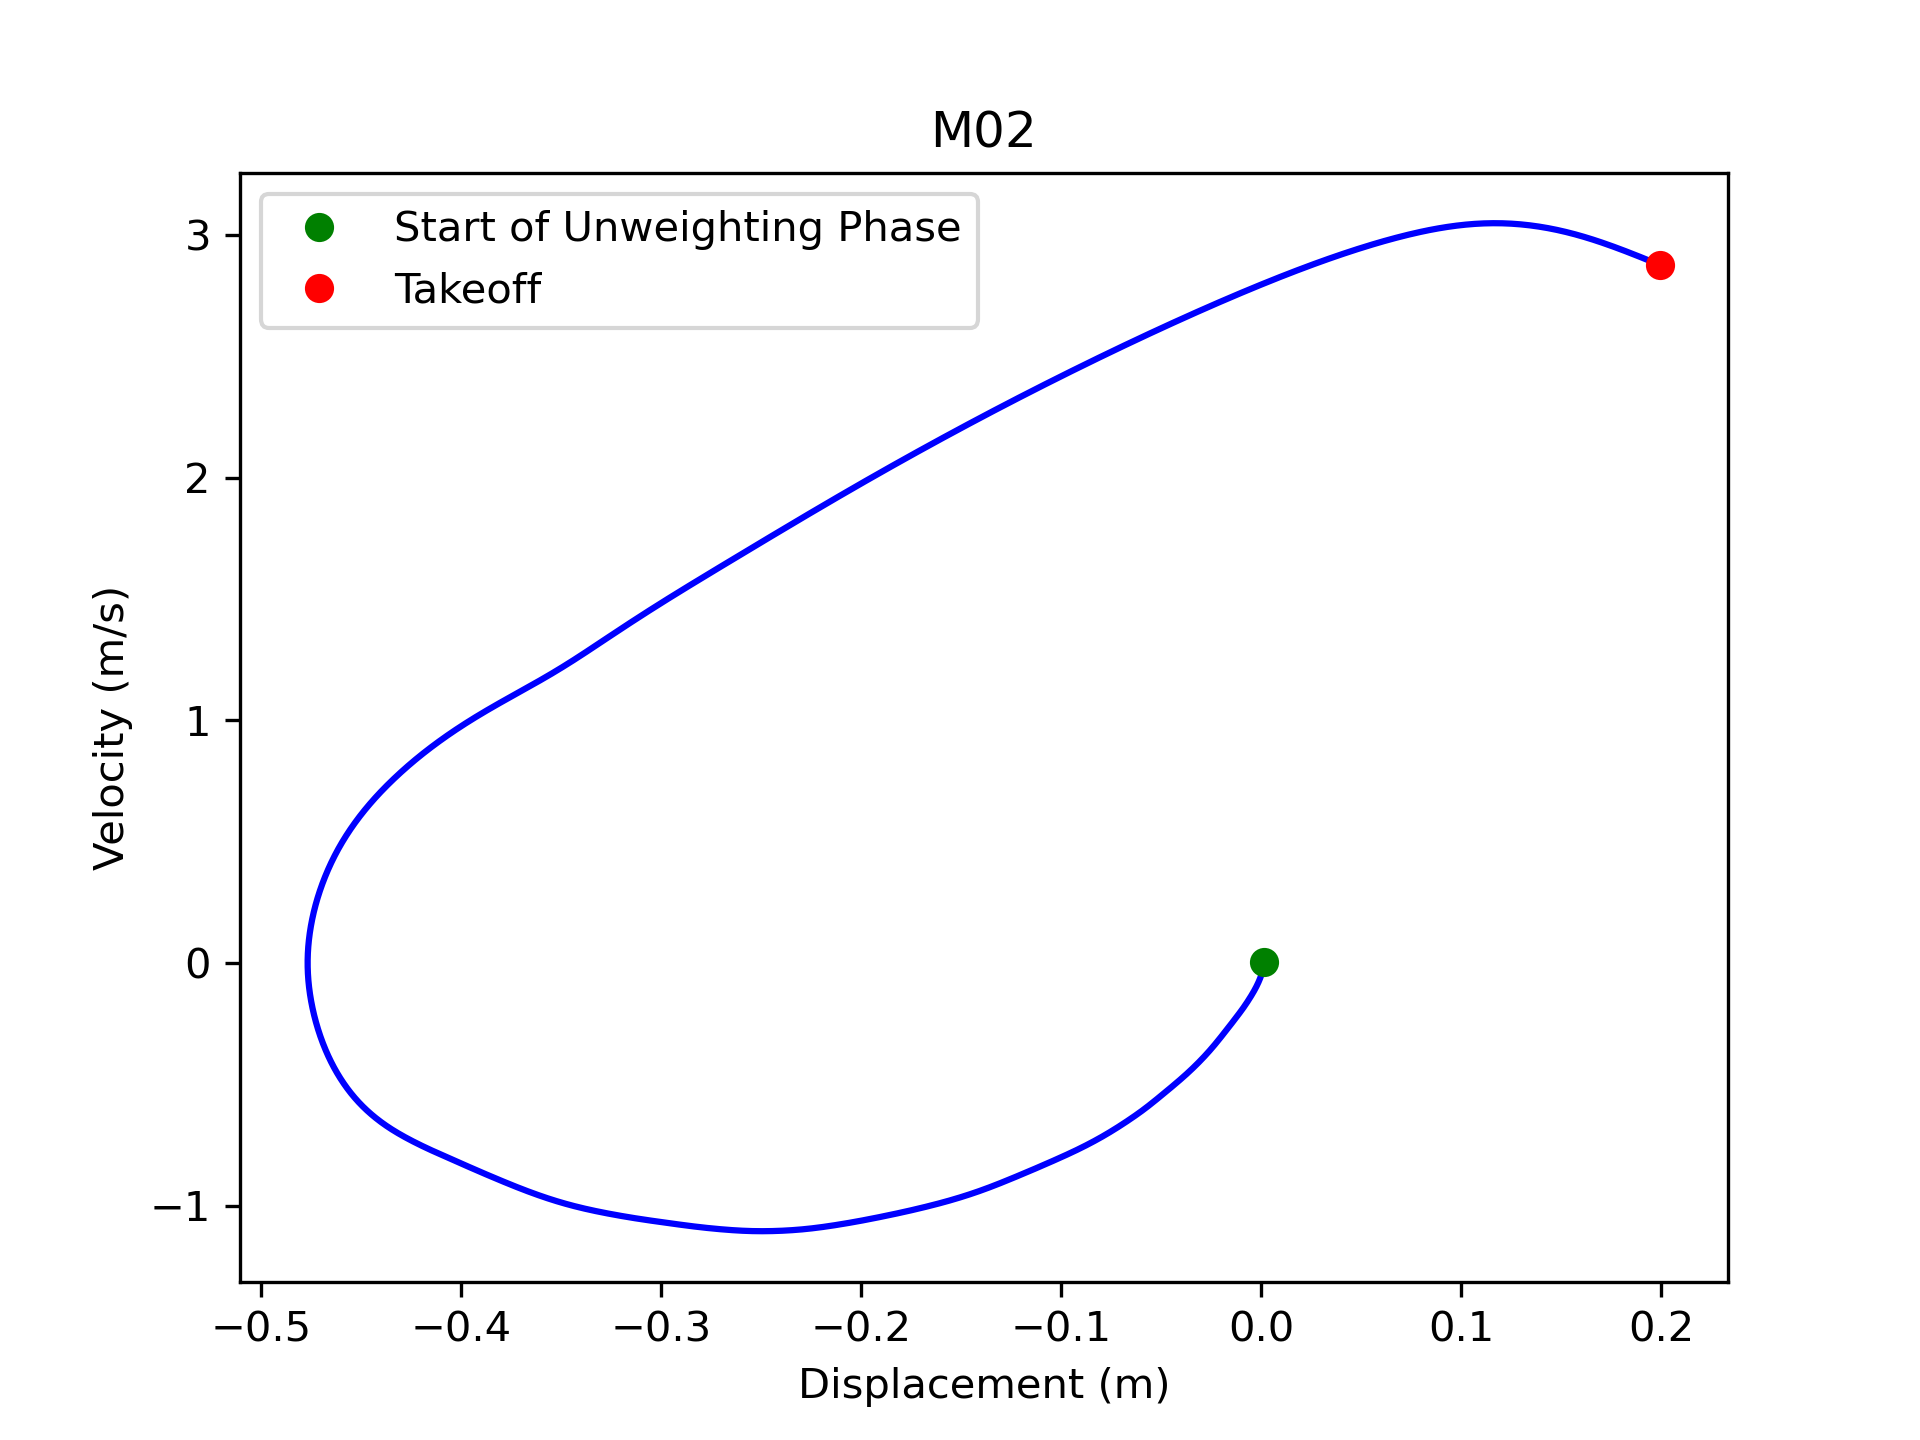 M02
Start of Unweighting Phase
Takeoff
3
2
1
0
−1
Velocity (m/s)
−0.5 −0.4 −0.3 −0.2 −0.1 0.0 0.1 0.2
Displacement (m)